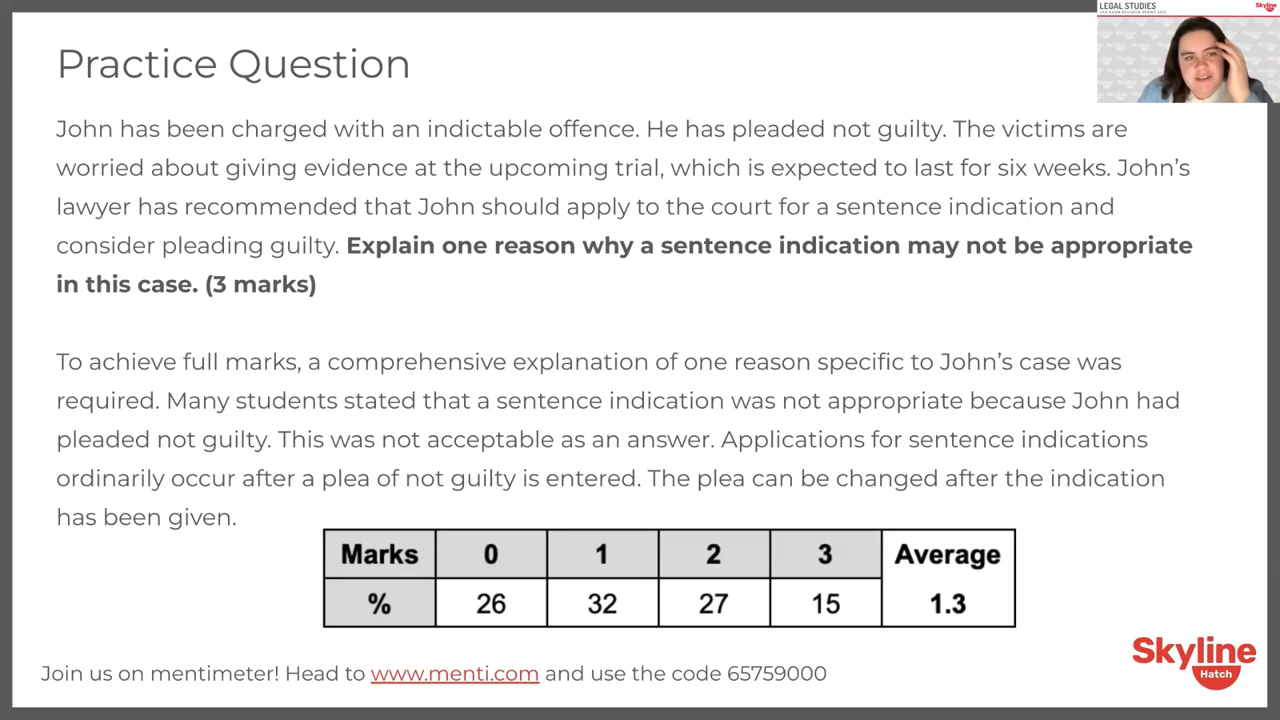 LEGAL STUDIES
VCE EXAM REVISION SERIES 2022
Skyline
Practice Question
John has been charged with an indictable offence. He has pleaded not guilty. The victims are
worried about giving evidence at the upcoming trial, which is expected to last for six weeks. John’s
lawyer has recommended that John should apply to the court for a sentence indication and
consider pleading guilty. Explain one reason why a sentence indication may not be appropriate
in this case. (3 marks)
To achieve full marks, a comprehensive explanation of one reason specific to John’s case was
required. Many students stated that a sentence indication was not appropriate because John had
pleaded not guilty. This was not acceptable as an answer. Applications for sentence indications
ordinarily occur after a plea of not guilty is entered. The plea can be changed after the indication
has been given.
Marks 0 1 2 3 Average
% 26 32 27 15 1.3
Join us on mentimeter! Head to www.menti.com and use the code 65759000
Skyline
Hatch